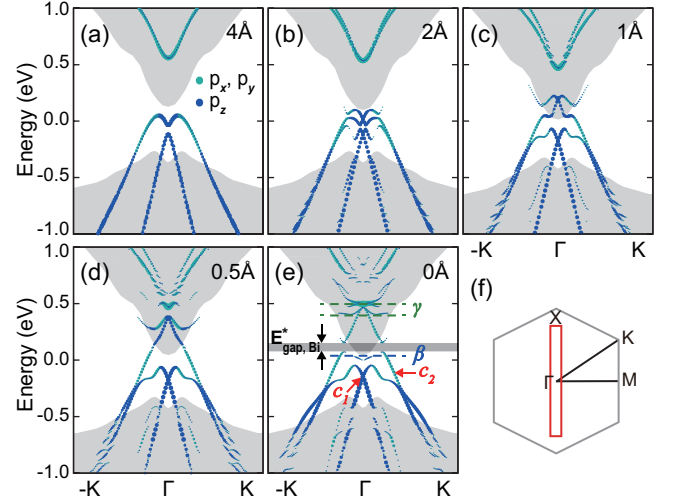 1.0
0.5
0.0
-0.5
-1.0
Energy (eV)
(a)
4Å
px, py
pz
(b)
2Å
(c)
1Å
-K
Γ
K
1.0
0.5
0.0
-0.5
-1.0
Energy (eV)
(d)
0.5Å
-K
Γ
K
(e)
0Å
γ
E*gap, Bi
β
c1
c2
-K
Γ
K
(f)
X
K
Γ
M